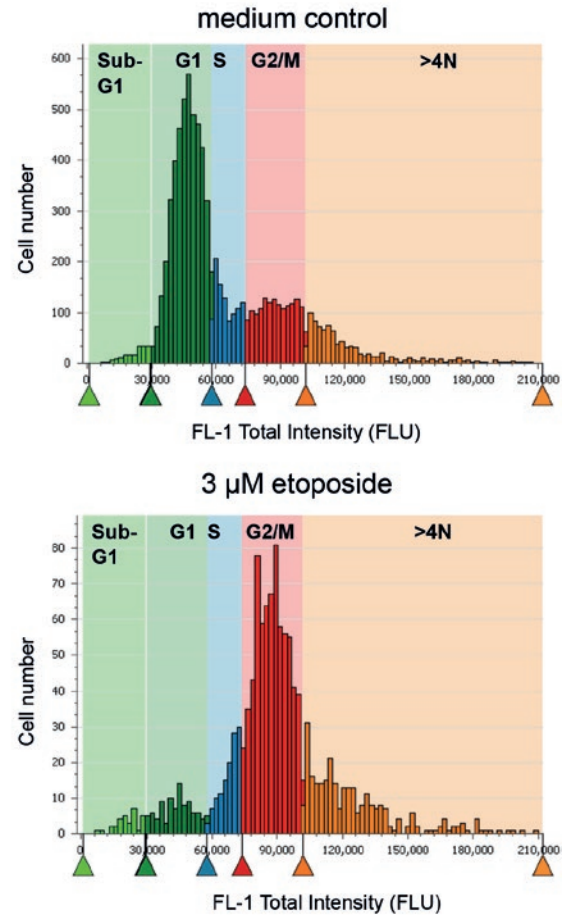 medium control
600
500
400
300
200
100
0
Cell number
Sub-
G1
G1
S
G2/M
>4N
0
30,000
60,000
90,000
120,000
150,000
180,000
210,000
FL-1 Total Intensity (FLU)
3 µM etoposide
80
70
60
50
40
30
20
10
0
Cell number
Sub-
G1
G1
S
G2/M
>4N
0
30,000
60,000
90,000
120,000
150,000
180,000
210,000
FL-1 Total Intensity (FLU)